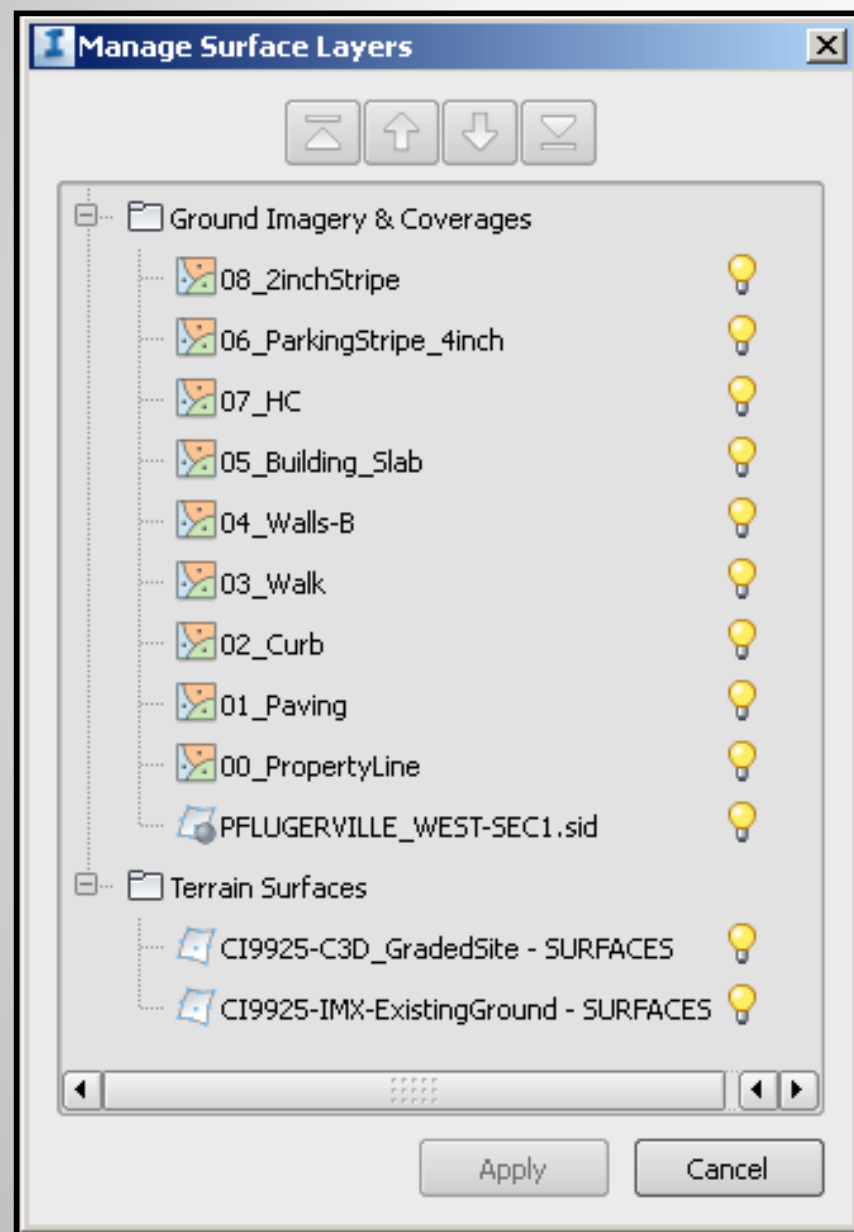 Manage Surface Layers
Ground Imagery & Coverages
08_2inchStripe
06_ParkingStripe_4inch
07_HC
05_Building_Slab
04_Walls-B
03_Walk
02_Curb
01_Paving
00_PropertyLine
PFLUGERVILLE_WEST-SEC1.sid
Terrain Surfaces
CI9925-C3D_GradedSite - SURFACES
CI9925-IMX-ExistingGround - SURFACES
Apply
Cancel